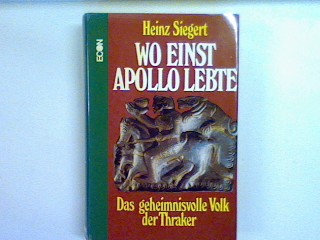 Heinz Siegert
WO EINST
APOLLO LEBTE
Das geheimnisvolle Volk
der Thraker
ECON